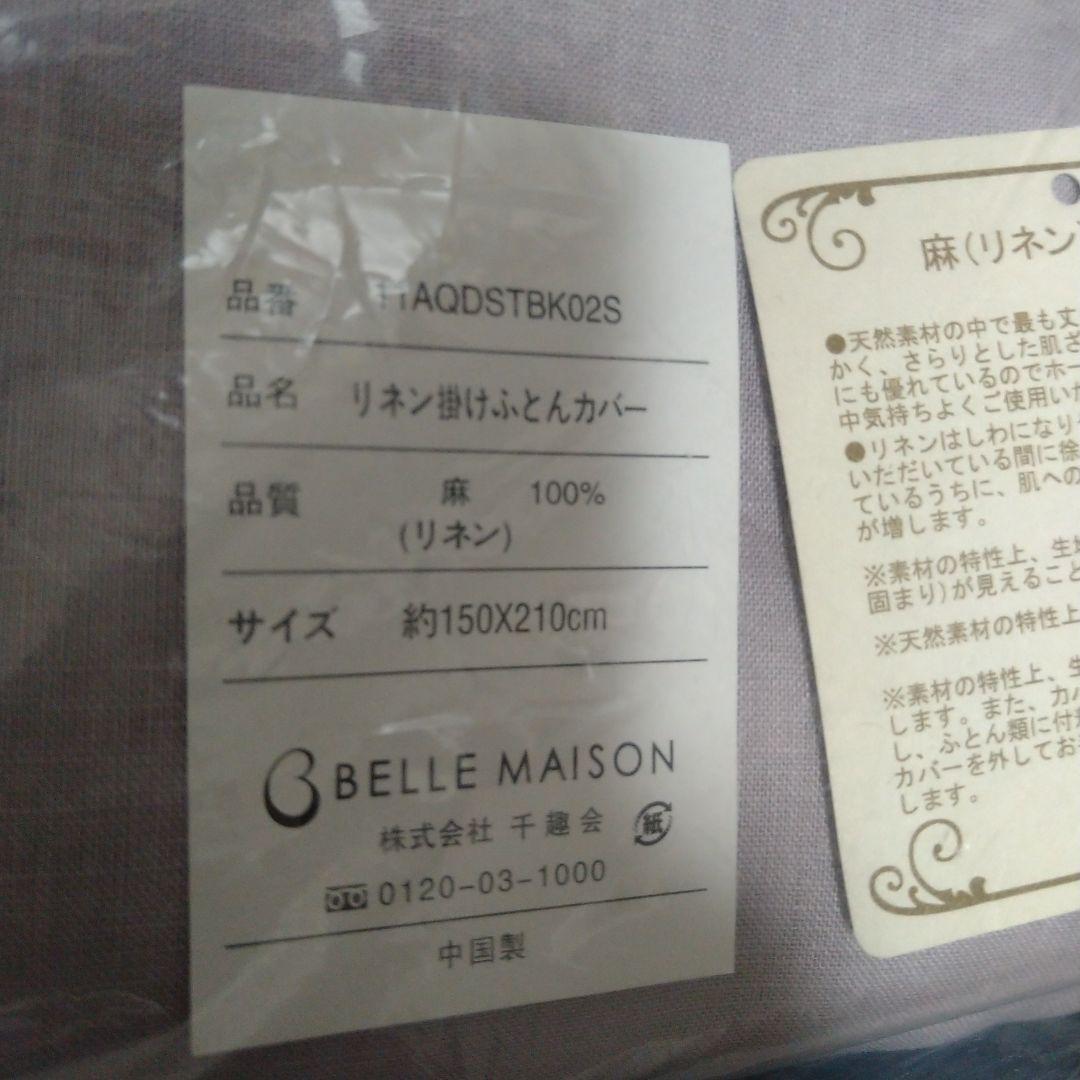 品番 11AQDSTBK02S
品名 リネン掛けふとんカバー
品質 麻 100%
(リネン)
サイズ 約150X210cm
BELLE MAISON
株式会社 千趣会 紙
0120-03-1000
中国製
麻(リネン)
●天然素材の中で最も丈
かく、さらりとした肌ざ
にも優れているのでホー
中気持ちよくご使用いた
●リネンはしわになり
いただいている間に徐
ているうちに、肌への
が増します。
※素材の特性上、生地
固まり)が見えること
※天然素材の特性上
※素材の特性上、生
します。また、カバ
し、ふとん類に付
カバーを外してお
します。